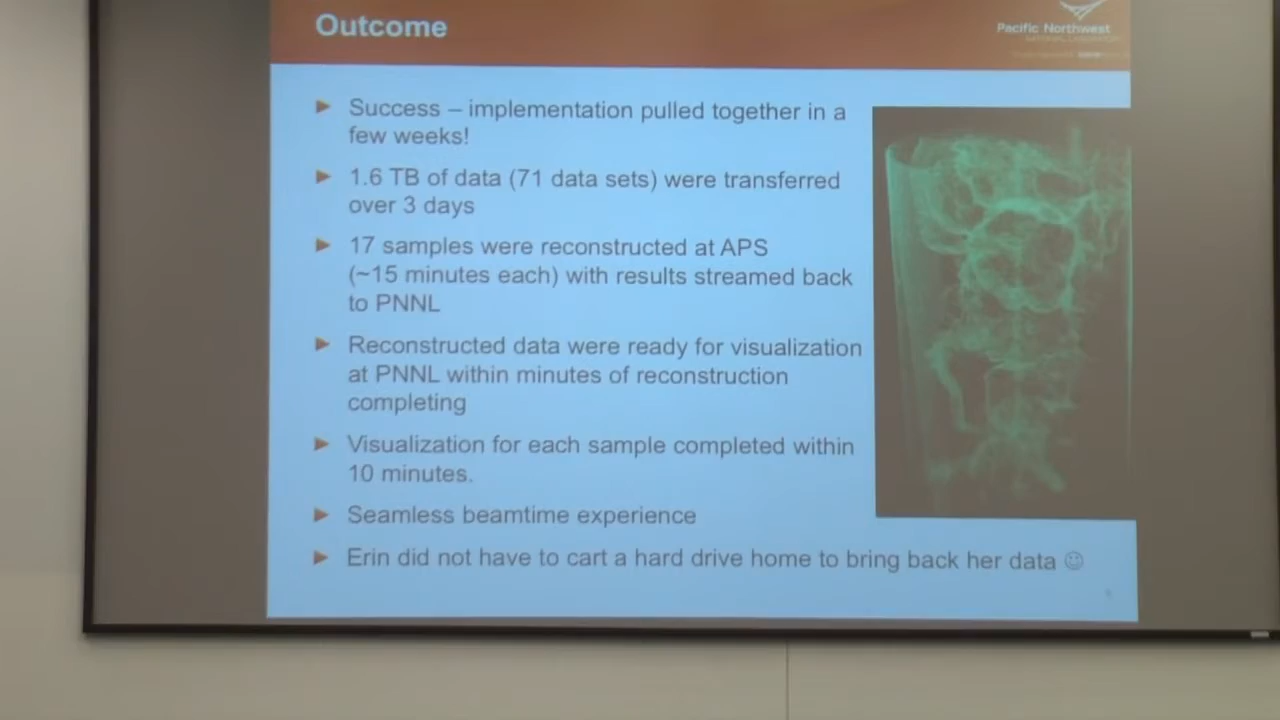 Outcome
Pacific Northwest
NATIONAL LABORATORY
► Success – implementation pulled together in a
few weeks!
► 1.6 TB of data (71 data sets) were transferred
over 3 days
► 17 samples were reconstructed at APS
(~15 minutes each) with results streamed back
to PNNL
► Reconstructed data were ready for visualization
at PNNL within minutes of reconstruction
completing
► Visualization for each sample completed within
10 minutes.
► Seamless beamtime experience
► Erin did not have to cart a hard drive home to bring back her data ☺